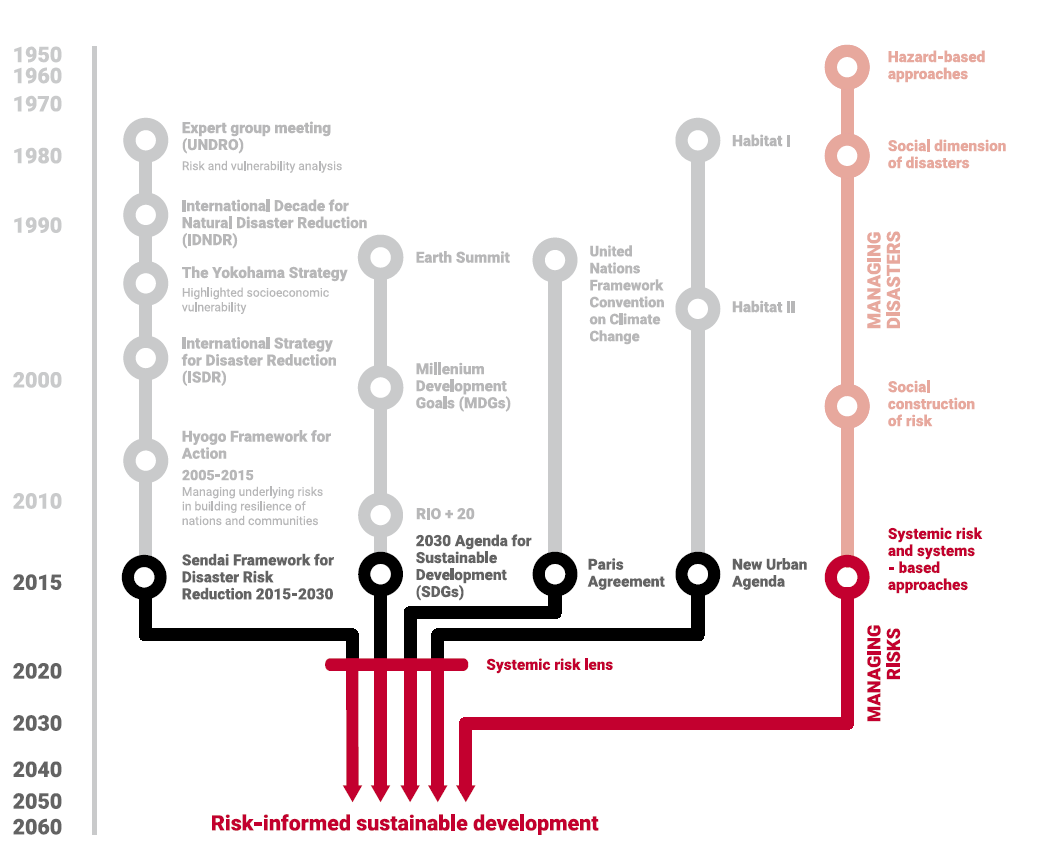 1950
1960
1970
1980
1990
2000
2010
2015
2020
2030
2040
2050
2060
Expert group meeting
(UNDRO)
Risk and vulnerability analysis
International Decade for
Natural Disaster Reduction
(IDNDR)
The Yokohama Strategy
Highlighted socioeconomic
vulnerability
International Strategy
for Disaster Reduction
(ISDR)
Hyogo Framework for
Action
2005-2015
Managing underlying risks
in building resilience of
nations and communities
Sendai Framework for
Disaster Risk
Reduction 2015-2030
Earth Summit
Millenium
Development
Goals (MDGs)
RIO + 20
2030 Agenda for
Sustainable
Development
(SDGs)
United
Nations
Framework
Convention
on Climate
Change
Paris
Agreement
Habitat I
Habitat II
New Urban
Agenda
Hazard-based
approaches
Social dimension
of disasters
MANAGING
DISASTERS
Social
construction
of risk
Systemic risk
and systems
- based
approaches
MANAGING
RISKS
Systemic risk lens
Risk-informed sustainable development